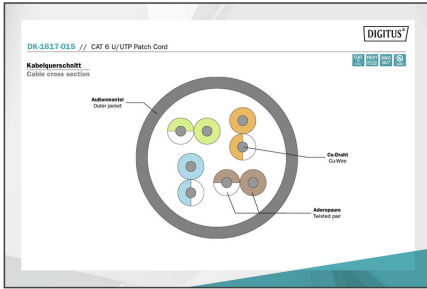 DIGITUS®
DK-1617-015 // CAT 6 U/UTP Patch Cord
Kabelquerschnitt
Cable cross section
Außenmantel
Outer jacket
Cu-Draht
Cu-Wire
Aderspaare
Twisted pair